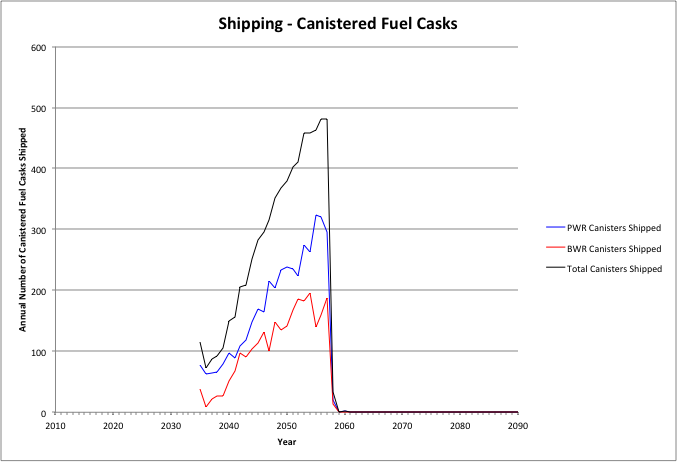 Shipping - Canistered Fuel Casks
600
500
400
300
200
100
0
Annual Number of Canistered Fuel Casks Shipped
2010 2020 2030 2040 2050 2060 2070 2080 2090
Year
PWR Canisters Shipped
BWR Canisters Shipped
Total Canisters Shipped